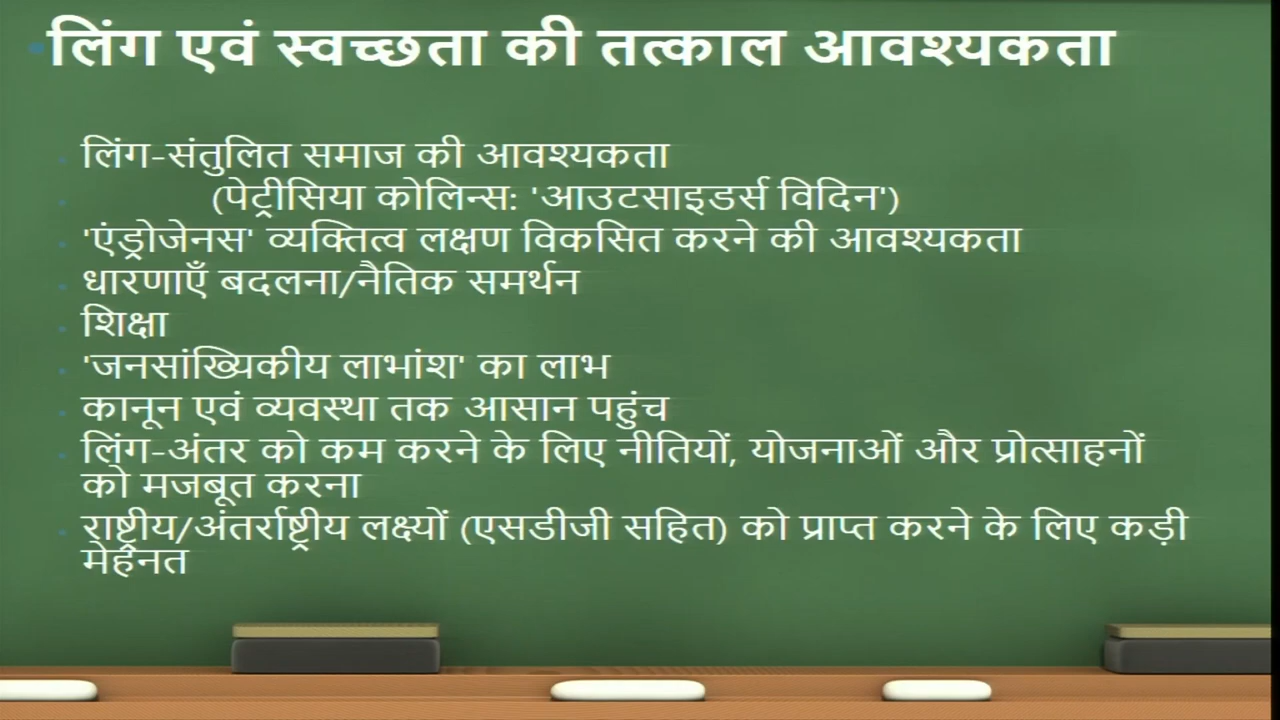 लिंग एवं स्वच्छता की तत्काल आवश्यकता
लिंग-संतुलित समाज की आवश्यकता
(पेट्रीसिया कोलिन्स: 'आउटसाइडर्स विदिन')
'एंड्रोजेनस' व्यक्तित्व लक्षण विकसित करने की आवश्यकता
धारणाएँ बदलना/नैतिक समर्थन
शिक्षा
'जनसांख्यिकीय लाभांश' का लाभ
कानून एवं व्यवस्था तक आसान पहुंच
लिंग-अंतर को कम करने के लिए नीतियों, योजनाओं और प्रोत्साहनों
को मजबूत करना
राष्ट्रीय/अंतर्राष्ट्रीय लक्ष्यों (एसडीजी सहित) को प्राप्त करने के लिए कड़ी
मेहनत